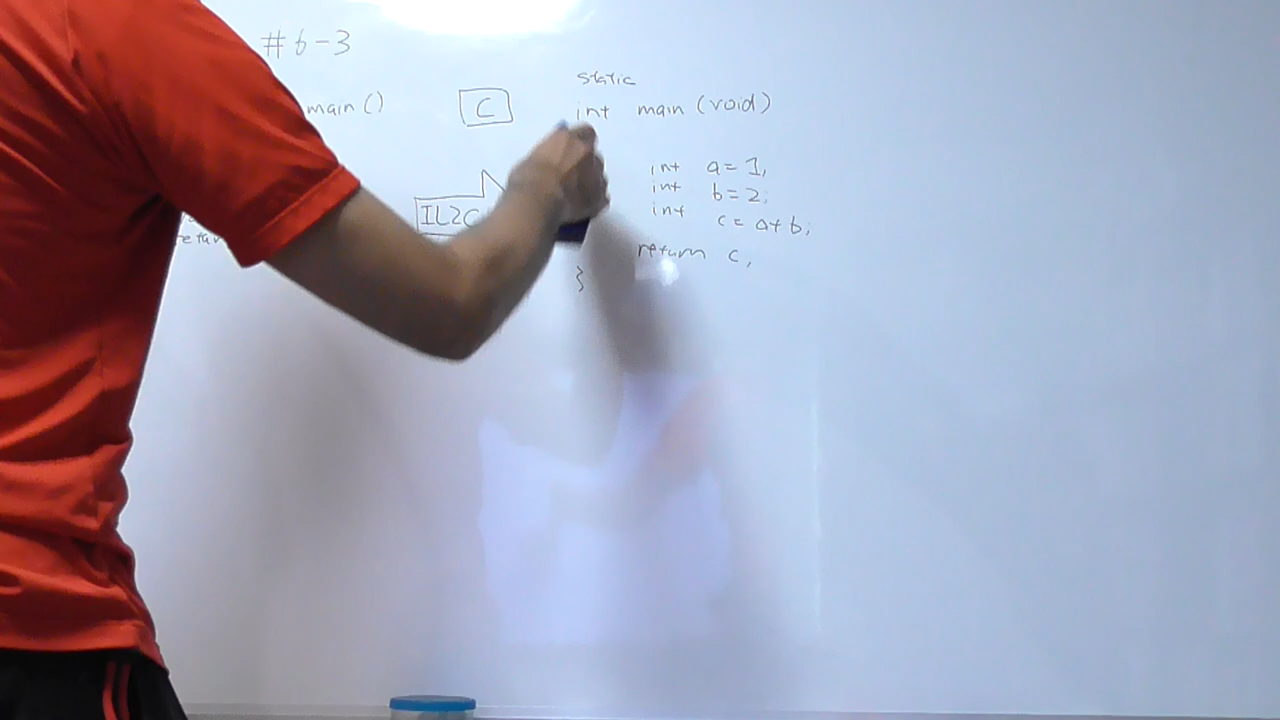 #6-3
main()
C
IL2C
static
int main (void)
int a = 1,
int b = 2;
int c = a + b;
return c,
}